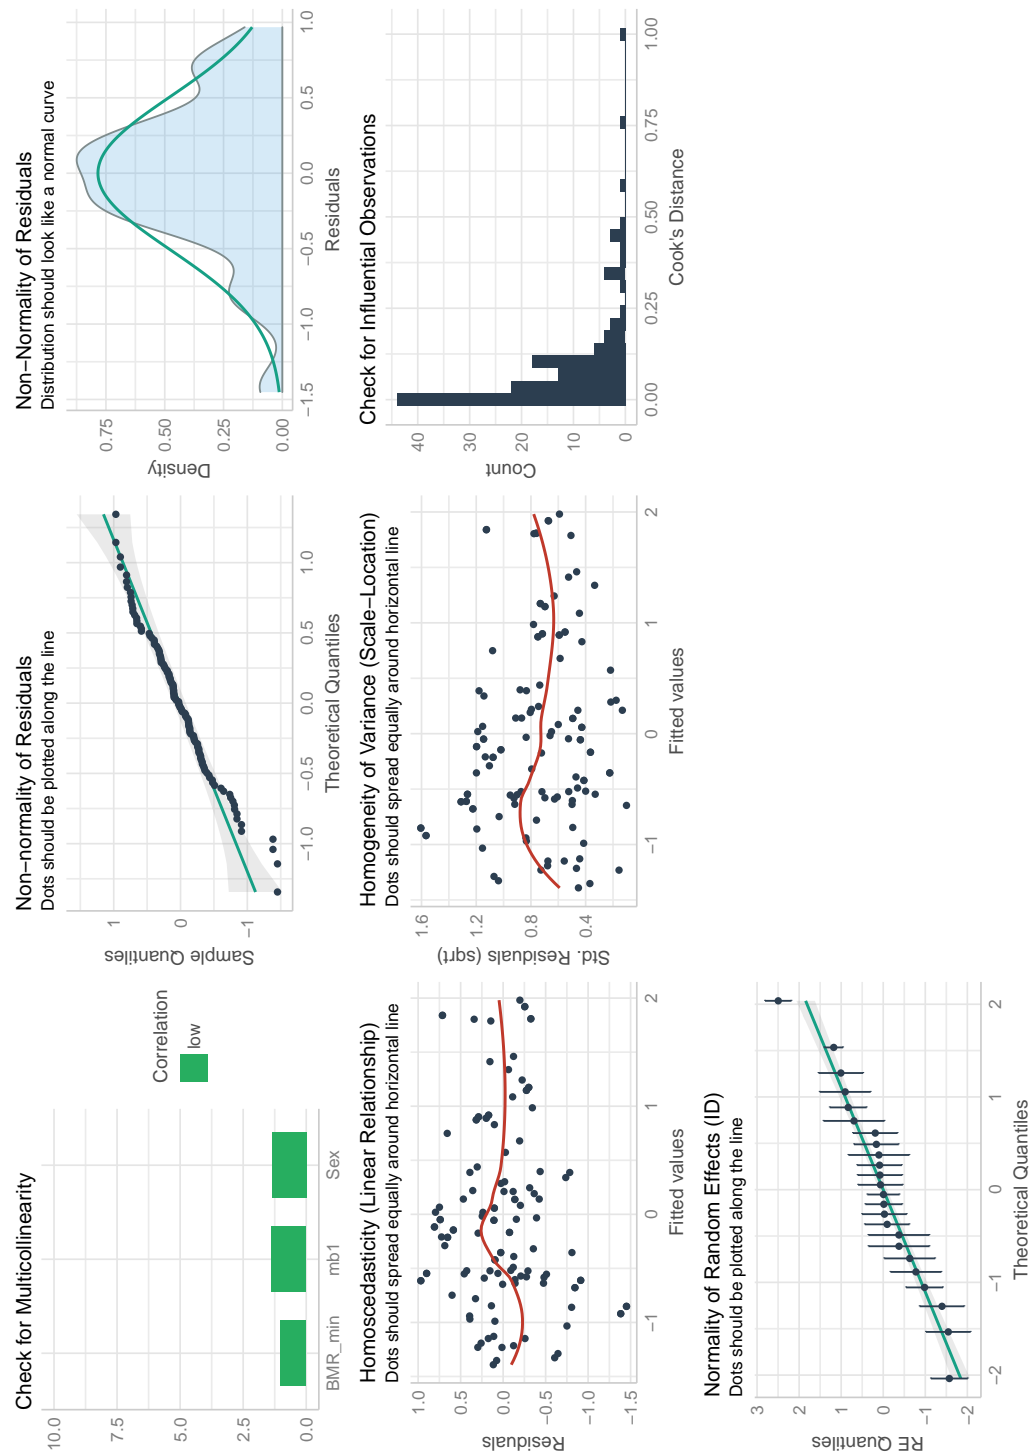 Check for Multicollinearity
10.0
7.5
5.0
2.5
0.0
BMR_min
mb1
Sex
Correlation
low
Non−normality of Residuals
Dots should be plotted along the line
Sample Quantiles
1
0
−1
−1.0
−0.5
0.0
0.5
1.0
Theoretical Quantiles
Non−Normality of Residuals
Distribution should look like a normal curve
Density
0.75
0.50
0.25
0.00
−1.5
−1.0
−0.5
0.0
0.5
1.0
Residuals
Homoscedasticity (Linear Relationship)
Dots should spread equally around horizontal line
Residuals
1.0
0.5
0.0
−0.5
−1.0
−1.5
−1
0
1
2
Fitted values
Homogeneity of Variance (Scale−Location)
Dots should spread equally around horizontal line
Std. Residuals (sqrt)
1.6
1.2
0.8
0.4
−1
0
1
2
Fitted values
Check for Influential Observations
Count
40
30
20
10
0
0.00
0.25
0.50
0.75
1.00
Cook's Distance
Normality of Random Effects (ID)
Dots should be plotted along the line
RE Quantiles
3
2
1
0
−1
−2
−2
−1
0
1
2
Theoretical Quantiles